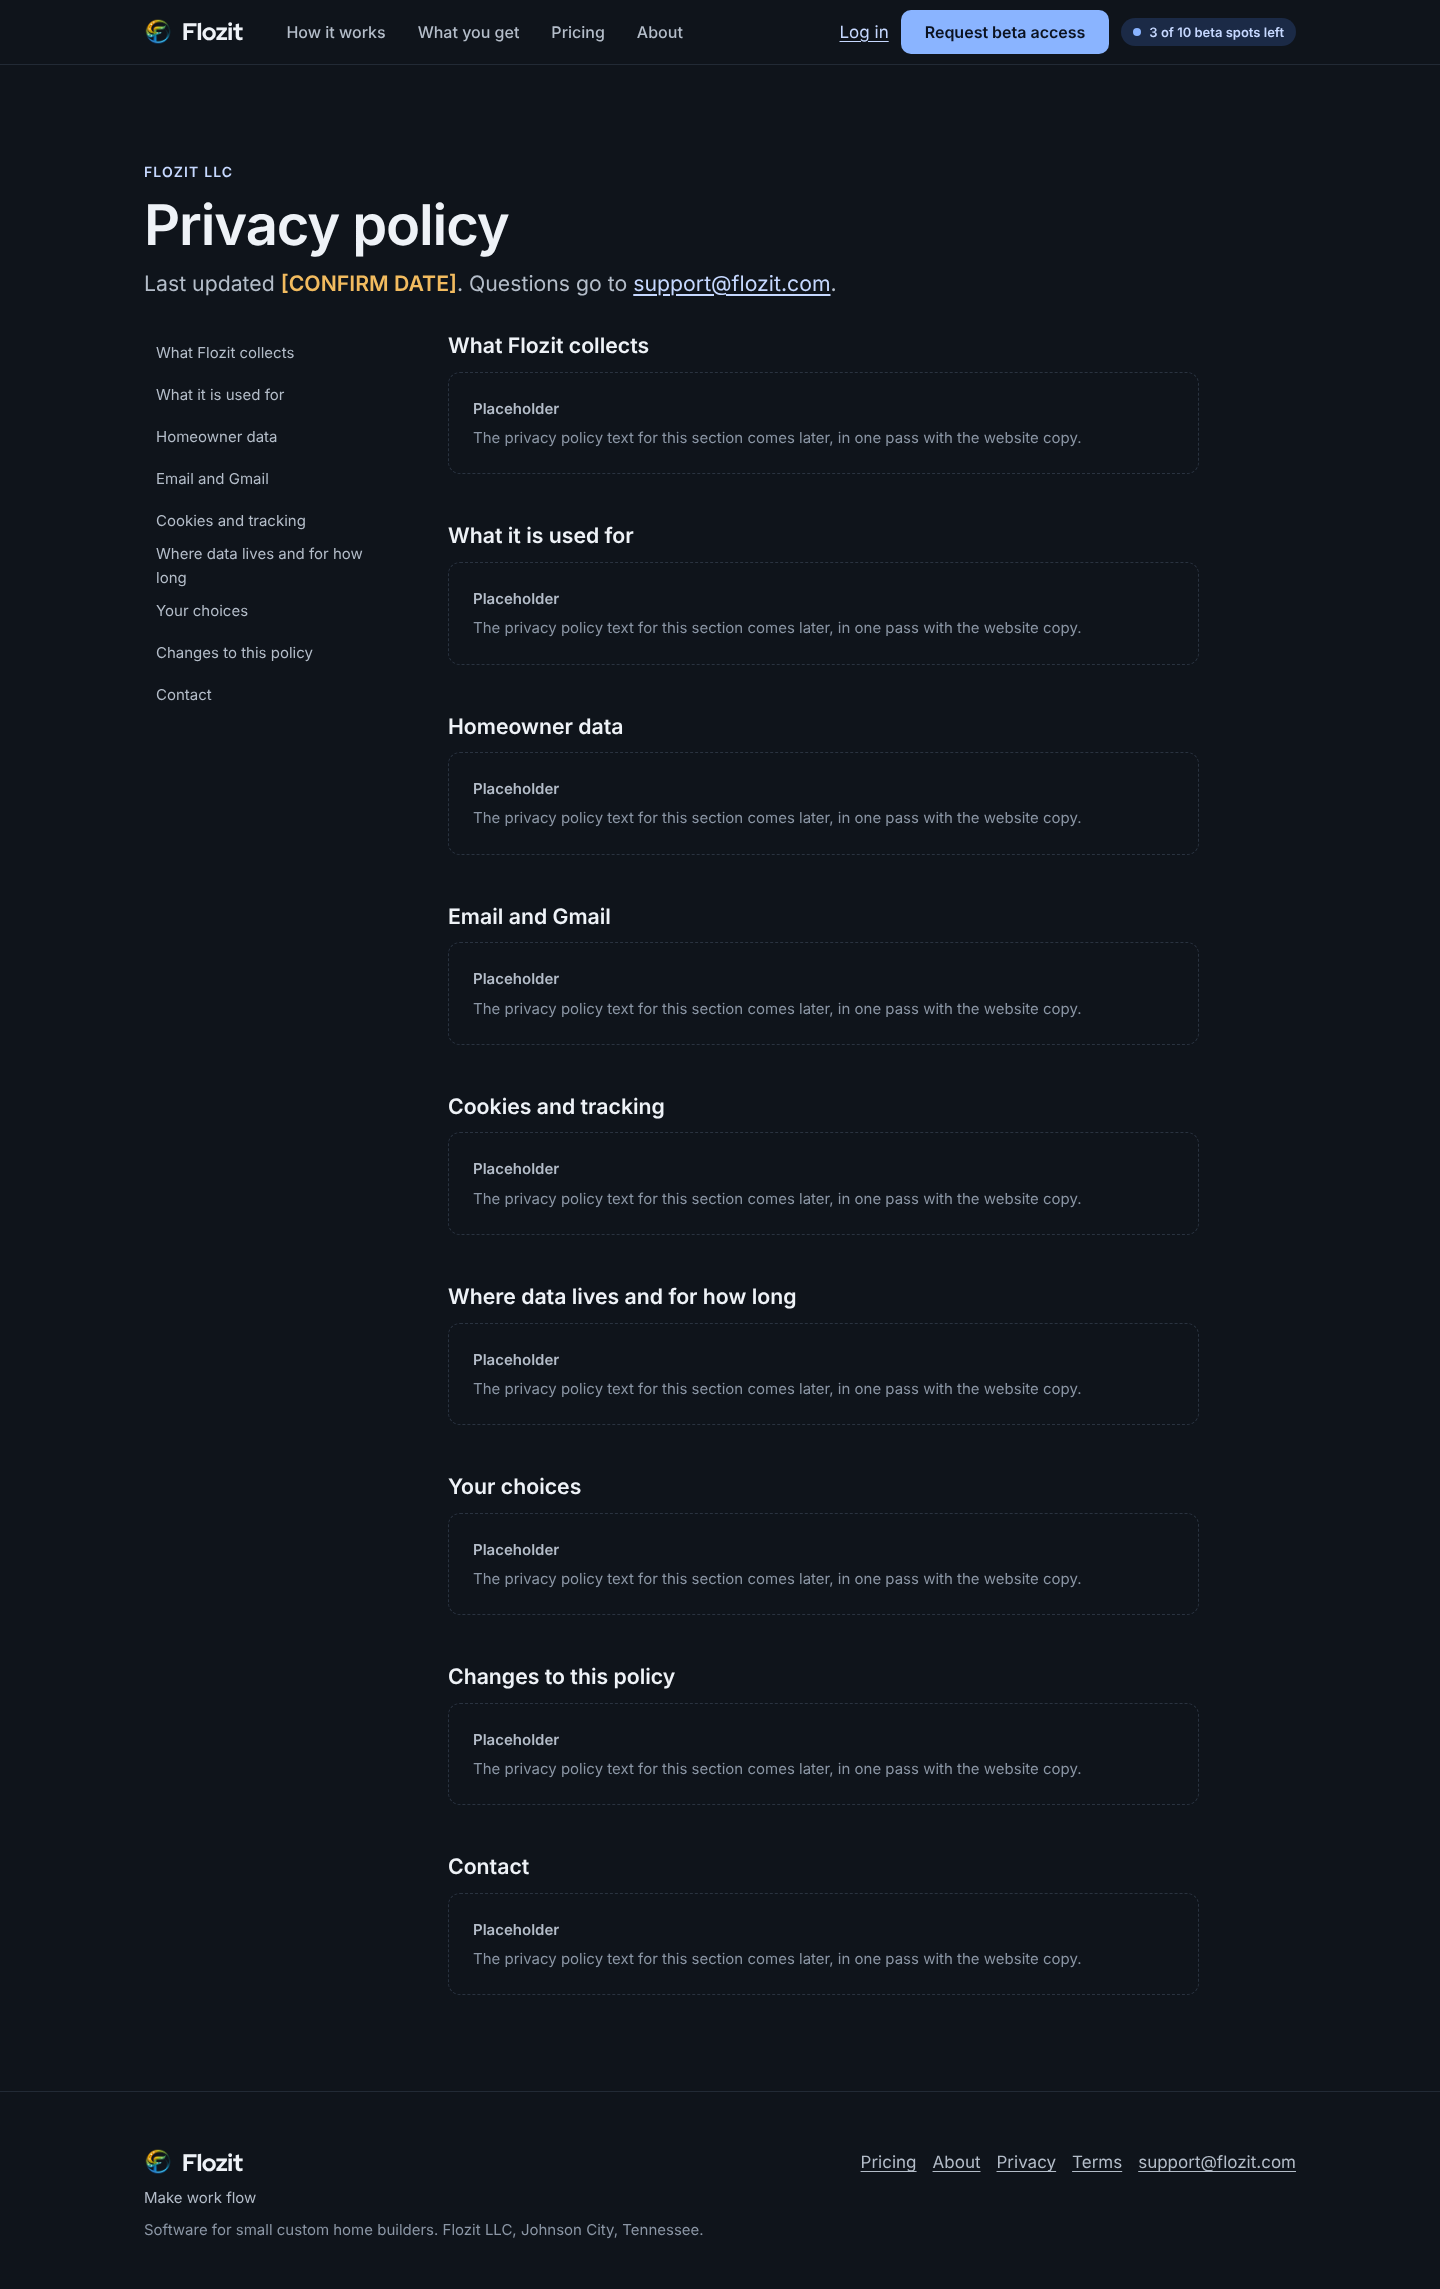 Flozit
How it works
What you get
Pricing
About
Log in
Request beta access
3 of 10 beta spots left
FLOZIT LLC
Privacy policy
Last updated [CONFIRM DATE]. Questions go to support@flozit.com.
What Flozit collects
What it is used for
Homeowner data
Email and Gmail
Cookies and tracking
Where data lives and for how
long
Your choices
Changes to this policy
Contact
What Flozit collects
Placeholder
The privacy policy text for this section comes later, in one pass with the website copy.
What it is used for
Placeholder
The privacy policy text for this section comes later, in one pass with the website copy.
Homeowner data
Placeholder
The privacy policy text for this section comes later, in one pass with the website copy.
Email and Gmail
Placeholder
The privacy policy text for this section comes later, in one pass with the website copy.
Cookies and tracking
Placeholder
The privacy policy text for this section comes later, in one pass with the website copy.
Where data lives and for how long
Placeholder
The privacy policy text for this section comes later, in one pass with the website copy.
Your choices
Placeholder
The privacy policy text for this section comes later, in one pass with the website copy.
Changes to this policy
Placeholder
The privacy policy text for this section comes later, in one pass with the website copy.
Contact
Placeholder
The privacy policy text for this section comes later, in one pass with the website copy.
Flozit
Make work flow
Software for small custom home builders. Flozit LLC, Johnson City, Tennessee.
Pricing
About
Privacy
Terms
support@flozit.com